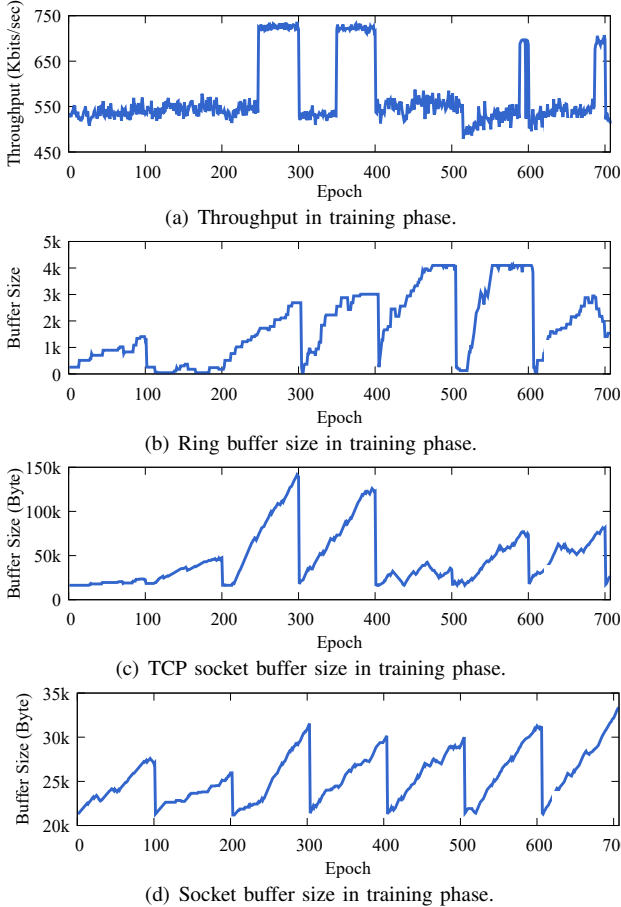 750
650
550
450
Throughput (Kbits/sec)
0 100 200 300 400 500 600 700
Epoch
(a) Throughput in training phase.
5k
4k
3k
2k
1k
0
Buffer Size
0 100 200 300 400 500 600 700
Epoch
(b) Ring buffer size in training phase.
150k
100k
50k
0
Buffer Size (Byte)
0 100 200 300 400 500 600 700
Epoch
(c) TCP socket buffer size in training phase.
35k
30k
25k
20k
Buffer Size (Byte)
0 100 200 300 400 500 600 700
Epoch
(d) Socket buffer size in training phase.